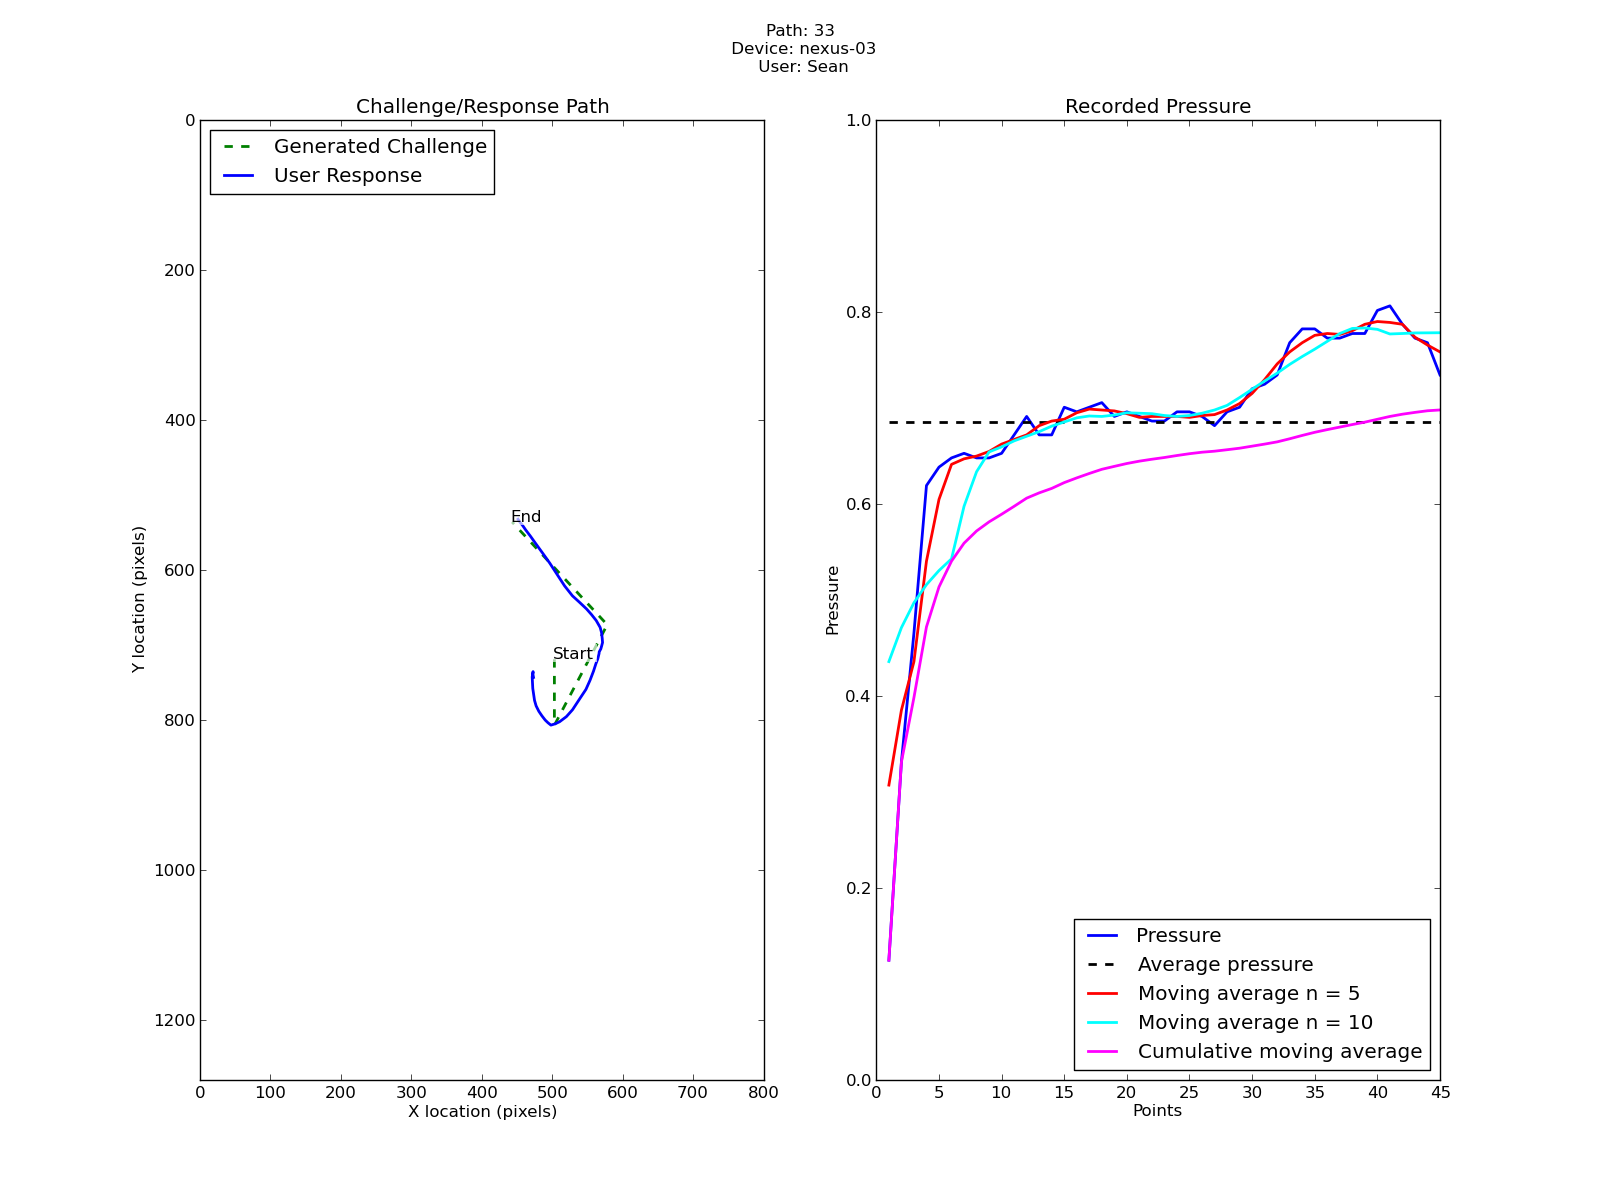 Path: 33
Device: nexus-03
User: Sean
Challenge/Response Path
Generated Challenge
User Response
0
200
400
600
800
1000
1200
Y location (pixels)
End
Start
0 100 200 300 400 500 600 700 800
X location (pixels)
Recorded Pressure
1.0
0.8
0.6
0.4
0.2
0.0
Pressure
Pressure
Average pressure
Moving average n = 5
Moving average n = 10
Cumulative moving average
0 5 10 15 20 25 30 35 40 45
Points